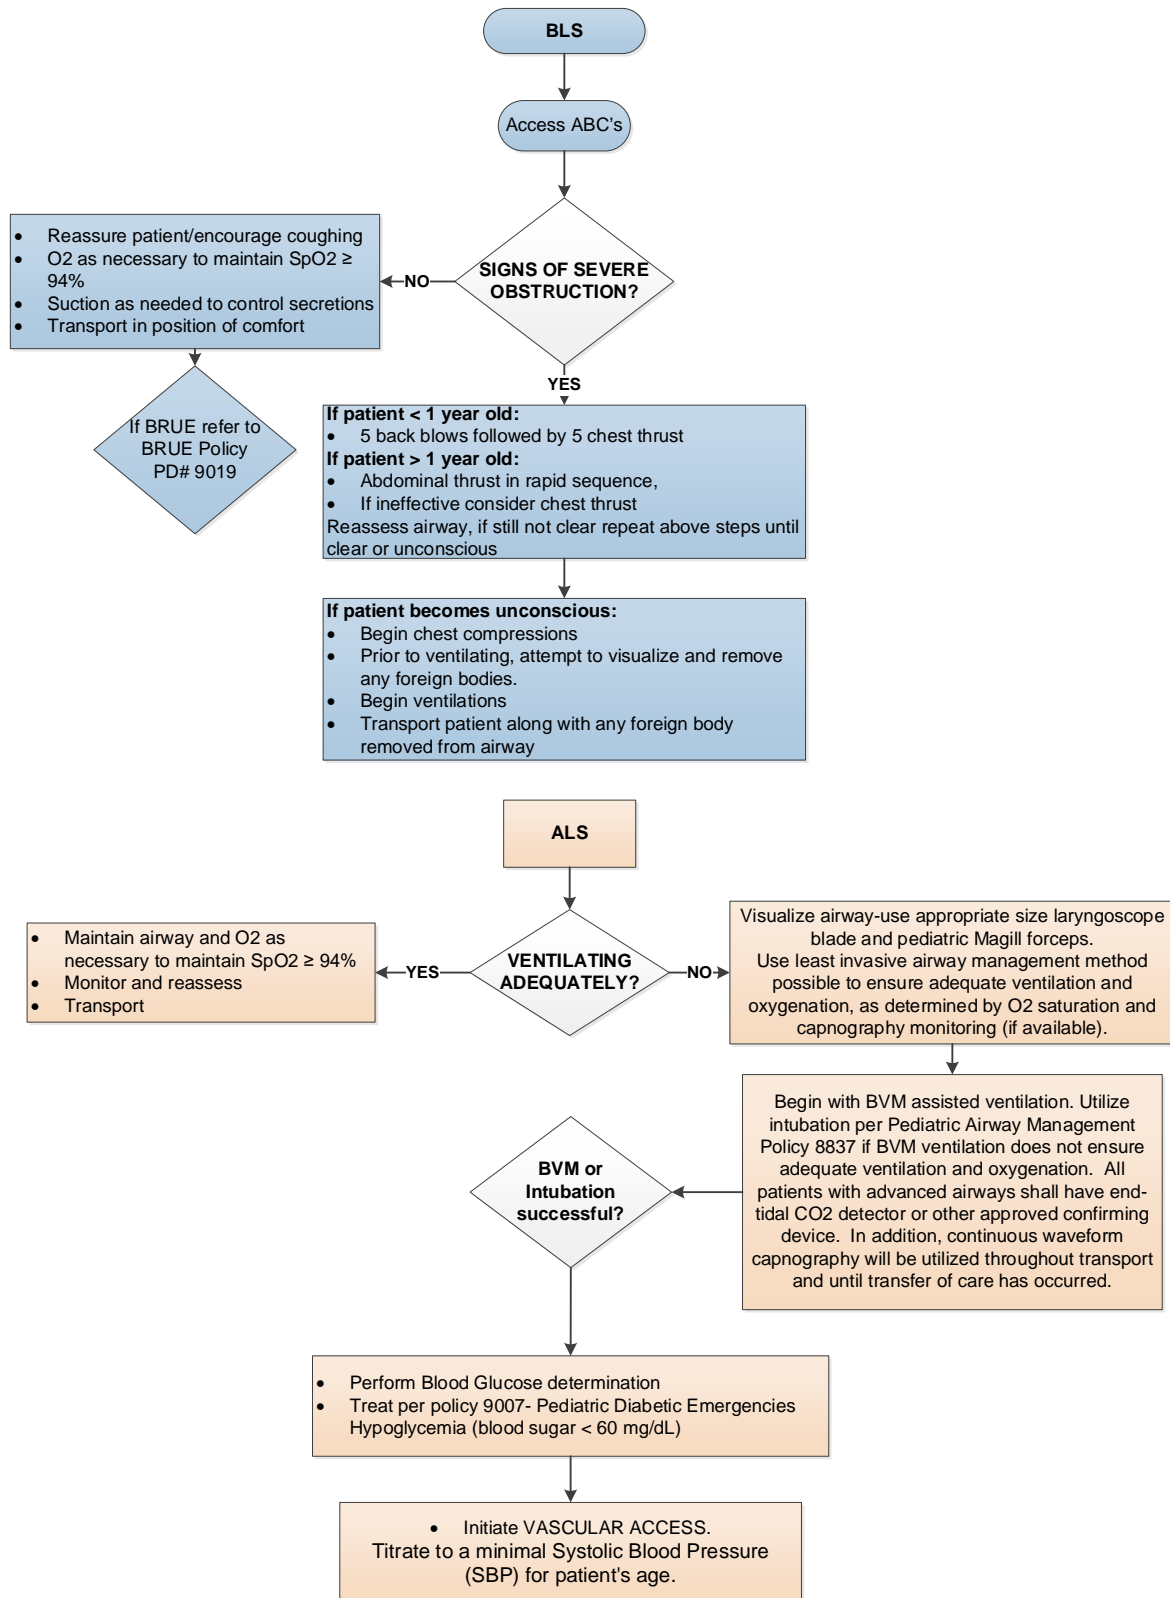 BLS
Access ABC's
SIGNS OF SEVERE
OBSTRUCTION?
NO
• Reassure patient/encourage coughing
• O2 as necessary to maintain SpO2 ≥
94%
• Suction as needed to control secretions
• Transport in position of comfort
If BRUE refer to
BRUE Policy
PD# 9019
YES
If patient < 1 year old:
• 5 back blows followed by 5 chest thrust
If patient > 1 year old:
• Abdominal thrust in rapid sequence,
• If ineffective consider chest thrust
Reassess airway, if still not clear repeat above steps until
clear or unconscious
If patient becomes unconscious:
• Begin chest compressions
• Prior to ventilating, attempt to visualize and remove
any foreign bodies.
• Begin ventilations
• Transport patient along with any foreign body
removed from airway
ALS
VENTILATING
ADEQUATELY?
YES
• Maintain airway and O2 as
necessary to maintain SpO2 ≥ 94%
• Monitor and reassess
• Transport
NO
Visualize airway-use appropriate size laryngoscope
blade and pediatric Magill forceps.
Use least invasive airway management method
possible to ensure adequate ventilation and
oxygenation, as determined by O2 saturation and
capnography monitoring (if available).
Begin with BVM assisted ventilation. Utilize
intubation per Pediatric Airway Management
Policy 8837 if BVM ventilation does not ensure
adequate ventilation and oxygenation.  All
patients with advanced airways shall have end-
tidal CO2 detector or other approved confirming
device.  In addition, continuous waveform
capnography will be utilized throughout transport
and until transfer of care has occurred.
BVM or
Intubation
successful?
• Perform Blood Glucose determination
• Treat per policy 9007- Pediatric Diabetic Emergencies
Hypoglycemia (blood sugar < 60 mg/dL)
• Initiate VASCULAR ACCESS.
Titrate to a minimal Systolic Blood Pressure
(SBP) for patient's age.